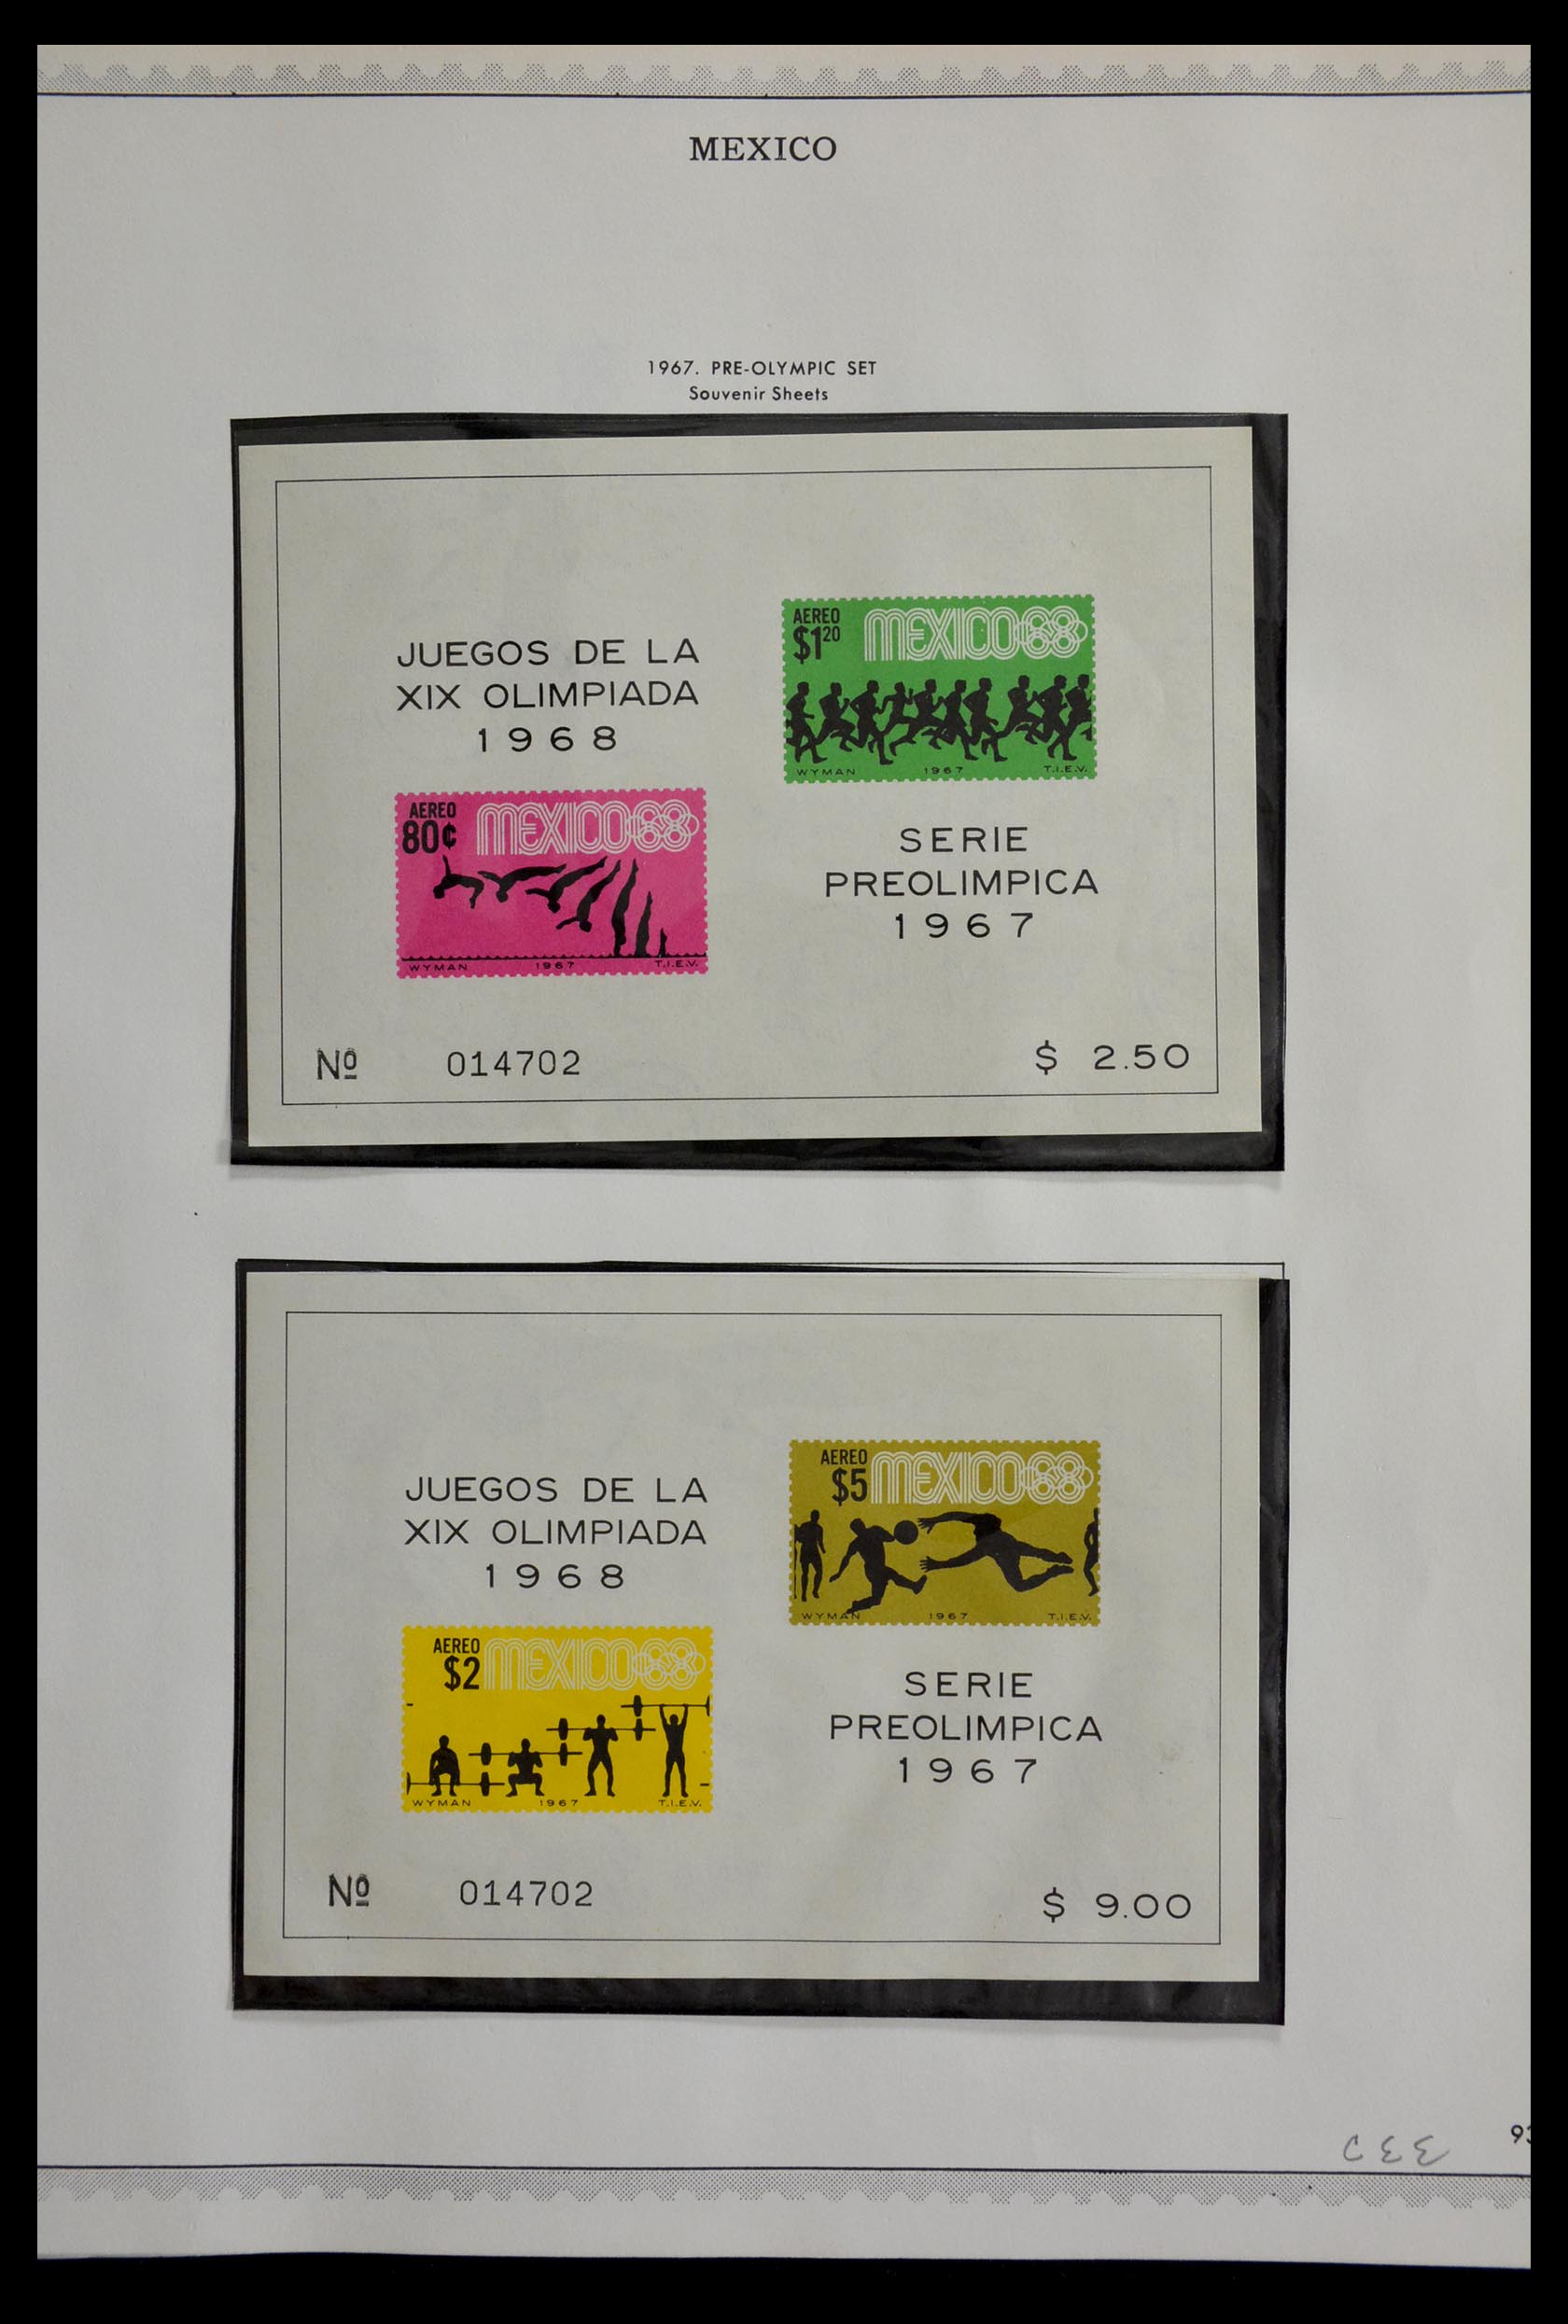 MEXICO
1967. PRE-OLYMPIC SET
Souvenir Sheets
JUEGOS DE LA
XIX OLIMPIADA
1968
AEREO
$1 20
MEXICO68
WYMAN 1967 T.I.E.V.
AEREO
80¢
MEXICO68
WYMAN 1967 T.I.E.V.
SERIE
PREOLIMPICA
1967
Nº 014702
$ 2.50
JUEGOS DE LA
XIX OLIMPIADA
1968
AEREO
$5
MEXICO68
WYMAN 1967 T.I.E.V.
AEREO
$2
MEXICO68
WYMAN 1967 T.I.E.V.
SERIE
PREOLIMPICA
1967
Nº 014702
$ 9.00